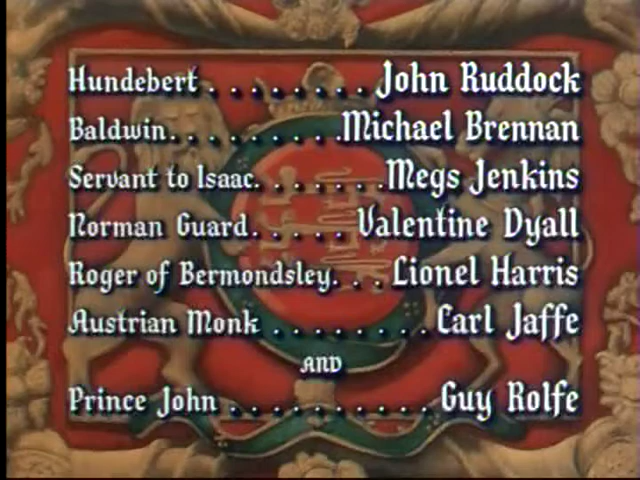 Hundebert . . . . . . . . John Ruddock
Baldwin. . . . . . . . . Michael Brennan
Servant to Isaac. . . . . . . Megs Jenkins
Norman Guard. . . . . Valentine Dyall
Roger of Bermondsley. . . Lionel Harris
Austrian Monk . . . . . . . . Carl Jaffe
AND
Prince John . . . . . . . . . . Guy Rolfe